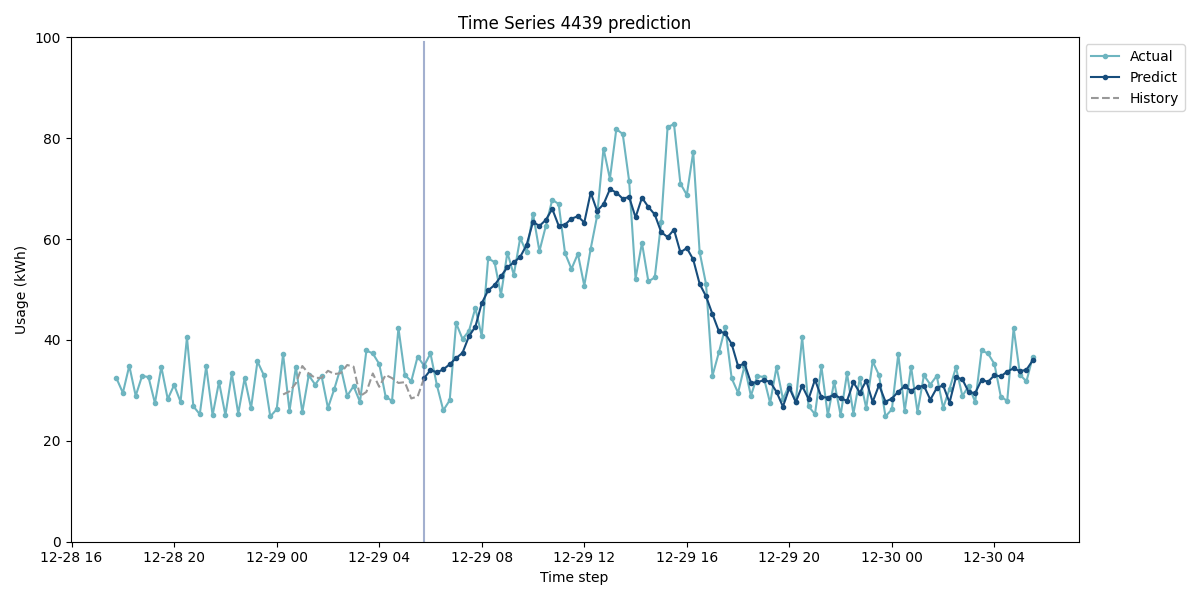 Time Series 4439 prediction
Usage (kWh)
100
80
60
40
20
0
12-28 16
12-28 20
12-29 00
12-29 04
12-29 08
12-29 12
12-29 16
12-29 20
12-30 00
12-30 04
Time step
Actual
Predict
History